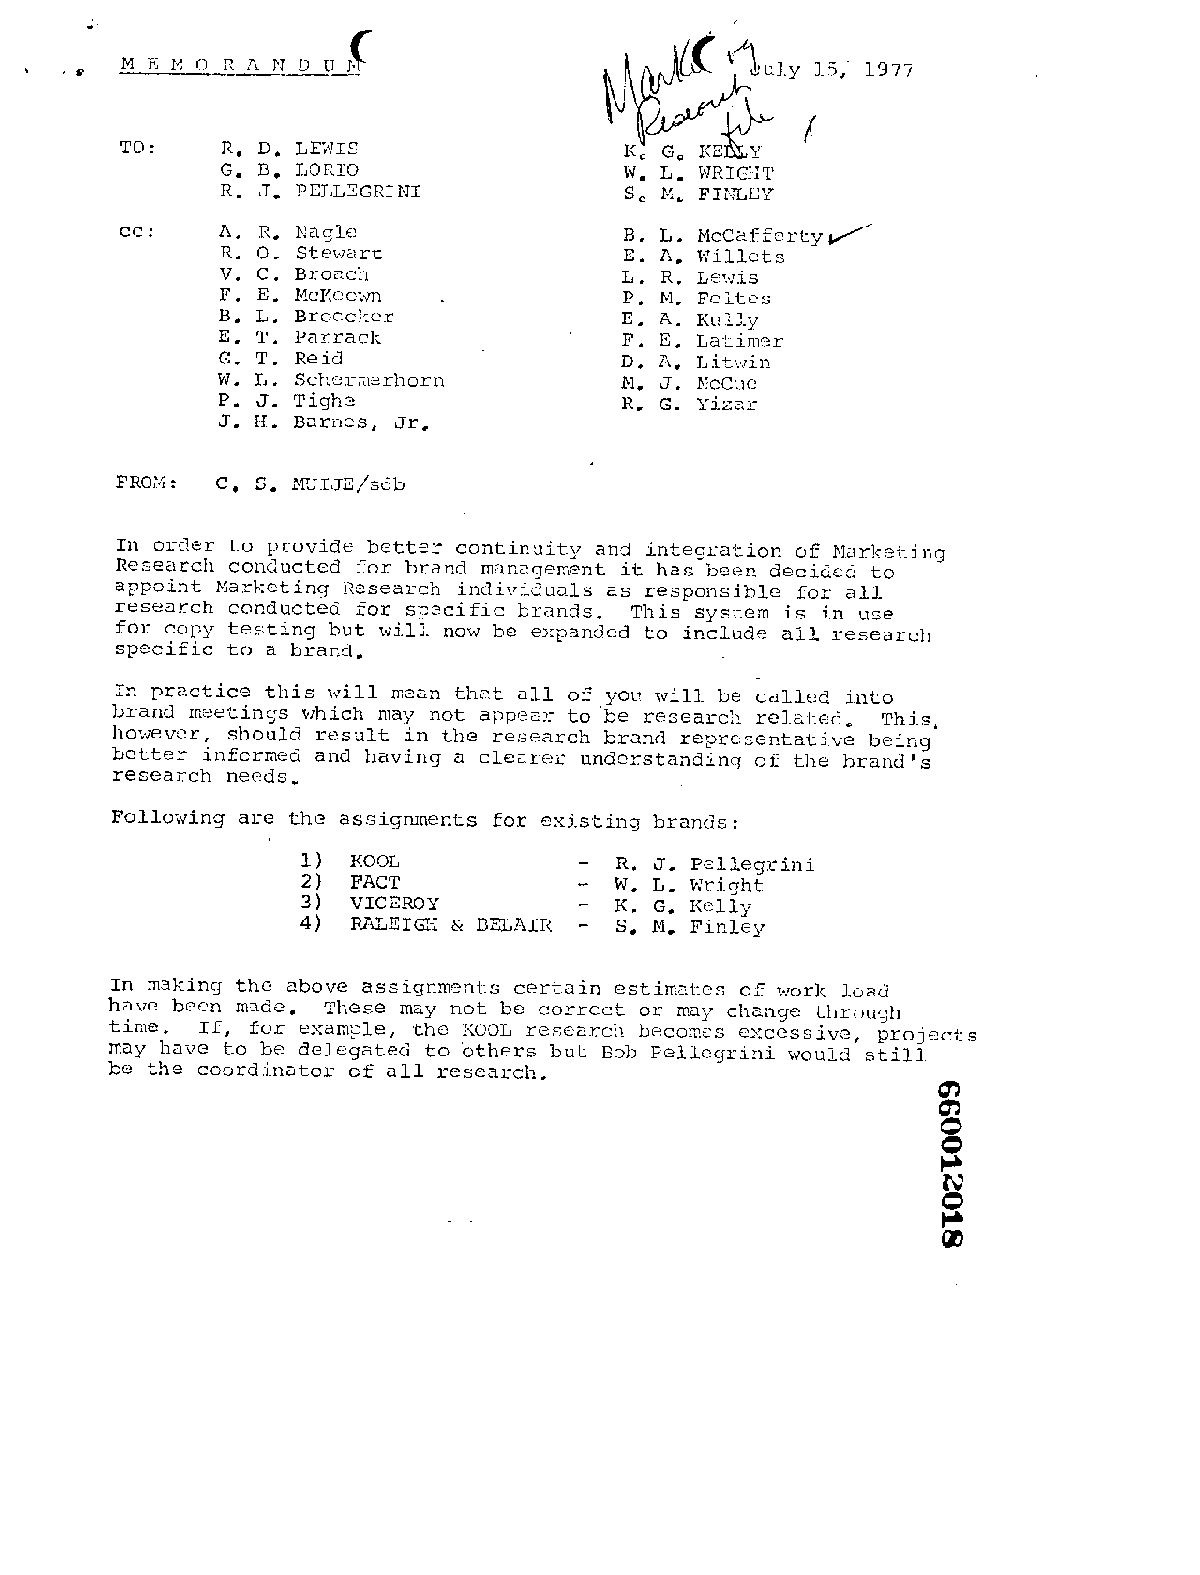 MEMORANDUM
July 15, 1977
Marketing
Research
file
TO: R. D. LEWIS K. G. KELLY
G. B. LORIO W. L. WRIGHT
R. J. PELLEGRINI S. M. FINLEY
cc: A. R. Nagle B. L. McCafferty
R. O. Stewart E. A. Willets
V. C. Broach L. R. Lewis
F. E. McKeown P. M. Feltes
B. L. Broecker E. A. Kully
E. T. Parrack F. E. Latimer
G. T. Reid D. A. Litwin
W. L. Schermerhorn M. J. McCue
P. J. Tighe R. G. Yizar
J. H. Barnes, Jr.
FROM: C. S. MUIJE/sdb
In order to provide better continuity and integration of Marketing
Research conducted for brand management it has been decided to
appoint Marketing Research individuals as responsible for all
research conducted for specific brands. This system is in use
for copy testing but will now be expanded to include all research
specific to a brand.
In practice this will mean that all of you will be called into
brand meetings which may not appear to be research related. This,
however, should result in the research brand representative being
better informed and having a clearer understanding of the brand's
research needs.
Following are the assignments for existing brands:
1) KOOL - R. J. Pellegrini
2) FACT - W. L. Wright
3) VICEROY - K. G. Kelly
4) RALEIGH & BELAIR - S. M. Finley
In making the above assignments certain estimates of work load
have been made. These may not be correct or may change through
time. If, for example, the KOOL research becomes excessive, projects
may have to be delegated to others but Bob Pellegrini would still
be the coordinator of all research.
660012018